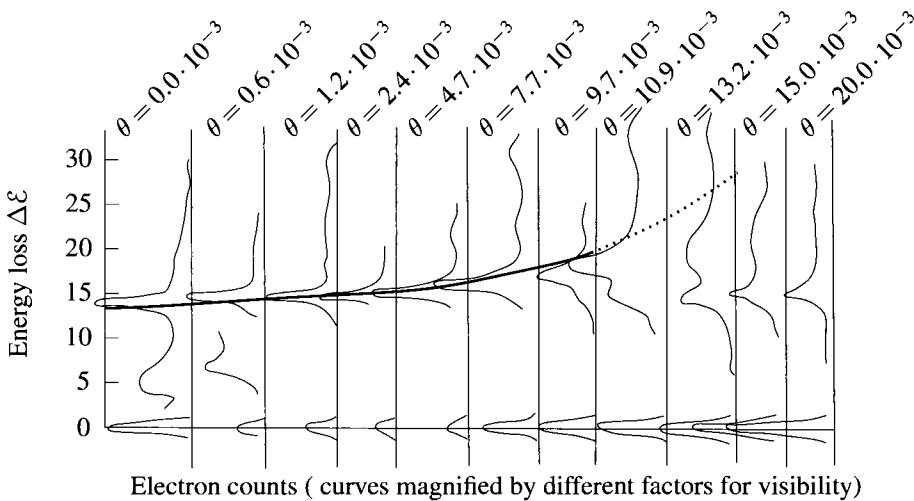 θ = 0.0 · 10⁻³
θ = 0.6 · 10⁻³
θ = 1.2 · 10⁻³
θ = 2.4 · 10⁻³
θ = 4.7 · 10⁻³
θ = 7.7 · 10⁻³
θ = 9.7 · 10⁻³
θ = 10.9 · 10⁻³
θ = 13.2 · 10⁻³
θ = 15.0 · 10⁻³
θ = 20.0 · 10⁻³
Energy loss Δℰ
30
25
20
15
10
5
0
Electron counts ( curves magnified by different factors for visibility)